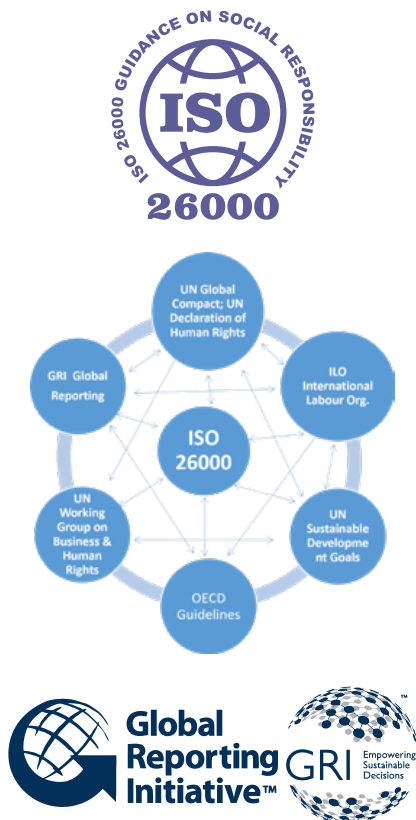 ISO 26000 GUIDANCE ON SOCIAL RESPONSIBILITY
ISO
26000
UN Global
Compact; UN
Declaration of
Human Rights
GRI Global
Reporting
ILO
International
Labour Org.
ISO
26000
UN
Working
Group on
Business &
Human
Rights
UN
Sustainable
Developme
nt Goals
OECD
Guidelines
Global
Reporting
Initiative™
™
GRI
Empowering
Sustainable
Decisions